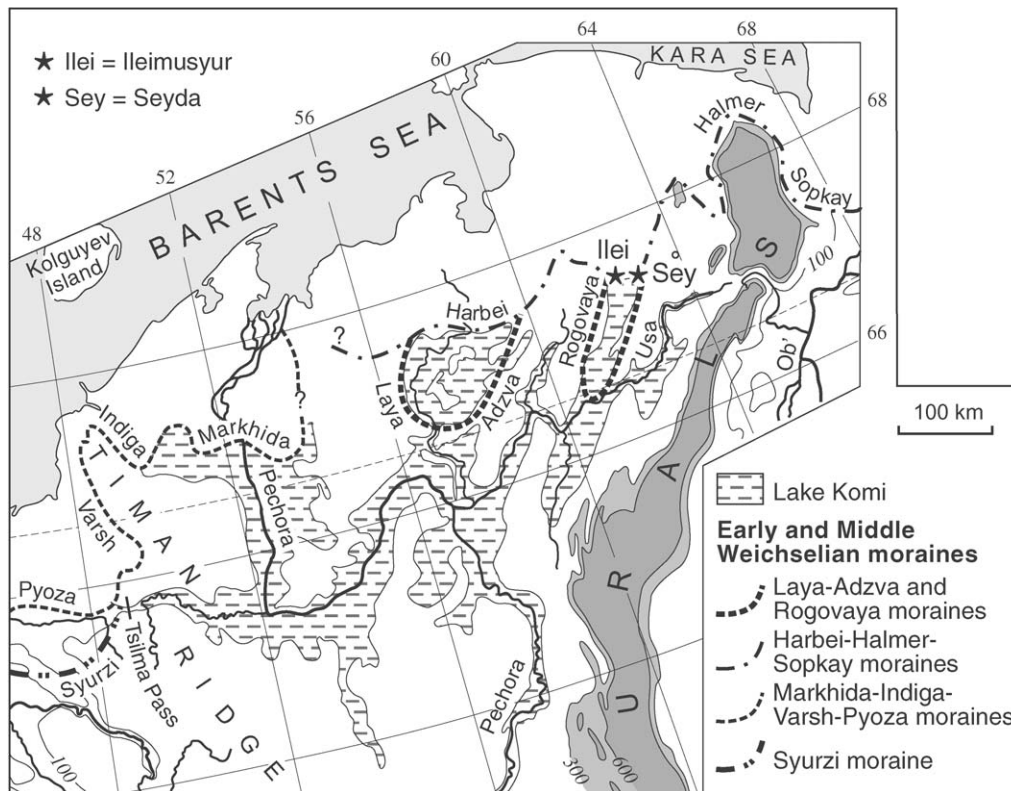 ★ Ilei = Ileimusyur
★ Sey = Seyda
48
52
56
60
64
68
68
66
KARA SEA
BARENTS SEA
Kolguyev
Island
Halmer
Sopkay
100
Ilei
Sey
Harbei
?
Rogovaya
Usa
Laya
Adzva
Ob'
Indiga
Markhida
?
Varsh
Pechora
TIMAN RIDGE
Pyoza
Tsilma Pass
Syurzi
100
Pechora
URALS
300
600
100 km
Lake Komi
Early and Middle
Weichselian moraines
Laya-Adzva and
Rogovaya moraines
Harbei-Halmer-
Sopkay moraines
Markhida-Indiga-
Varsh-Pyoza moraines
Syurzi moraine